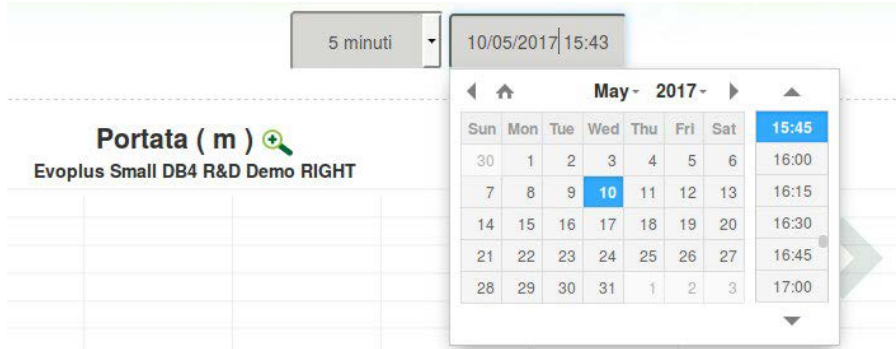 5 minuti
10/05/2017 15:43
May 2017
Sun Mon Tue Wed Thu Fri Sat
30 1 2 3 4 5 6
7 8 9 10 11 12 13
14 15 16 17 18 19 20
21 22 23 24 25 26 27
28 29 30 31 1 2 3
15:45
16:00
16:15
16:30
16:45
17:00
Portata ( m )
Evoplus Small DB4 R&D Demo RIGHT